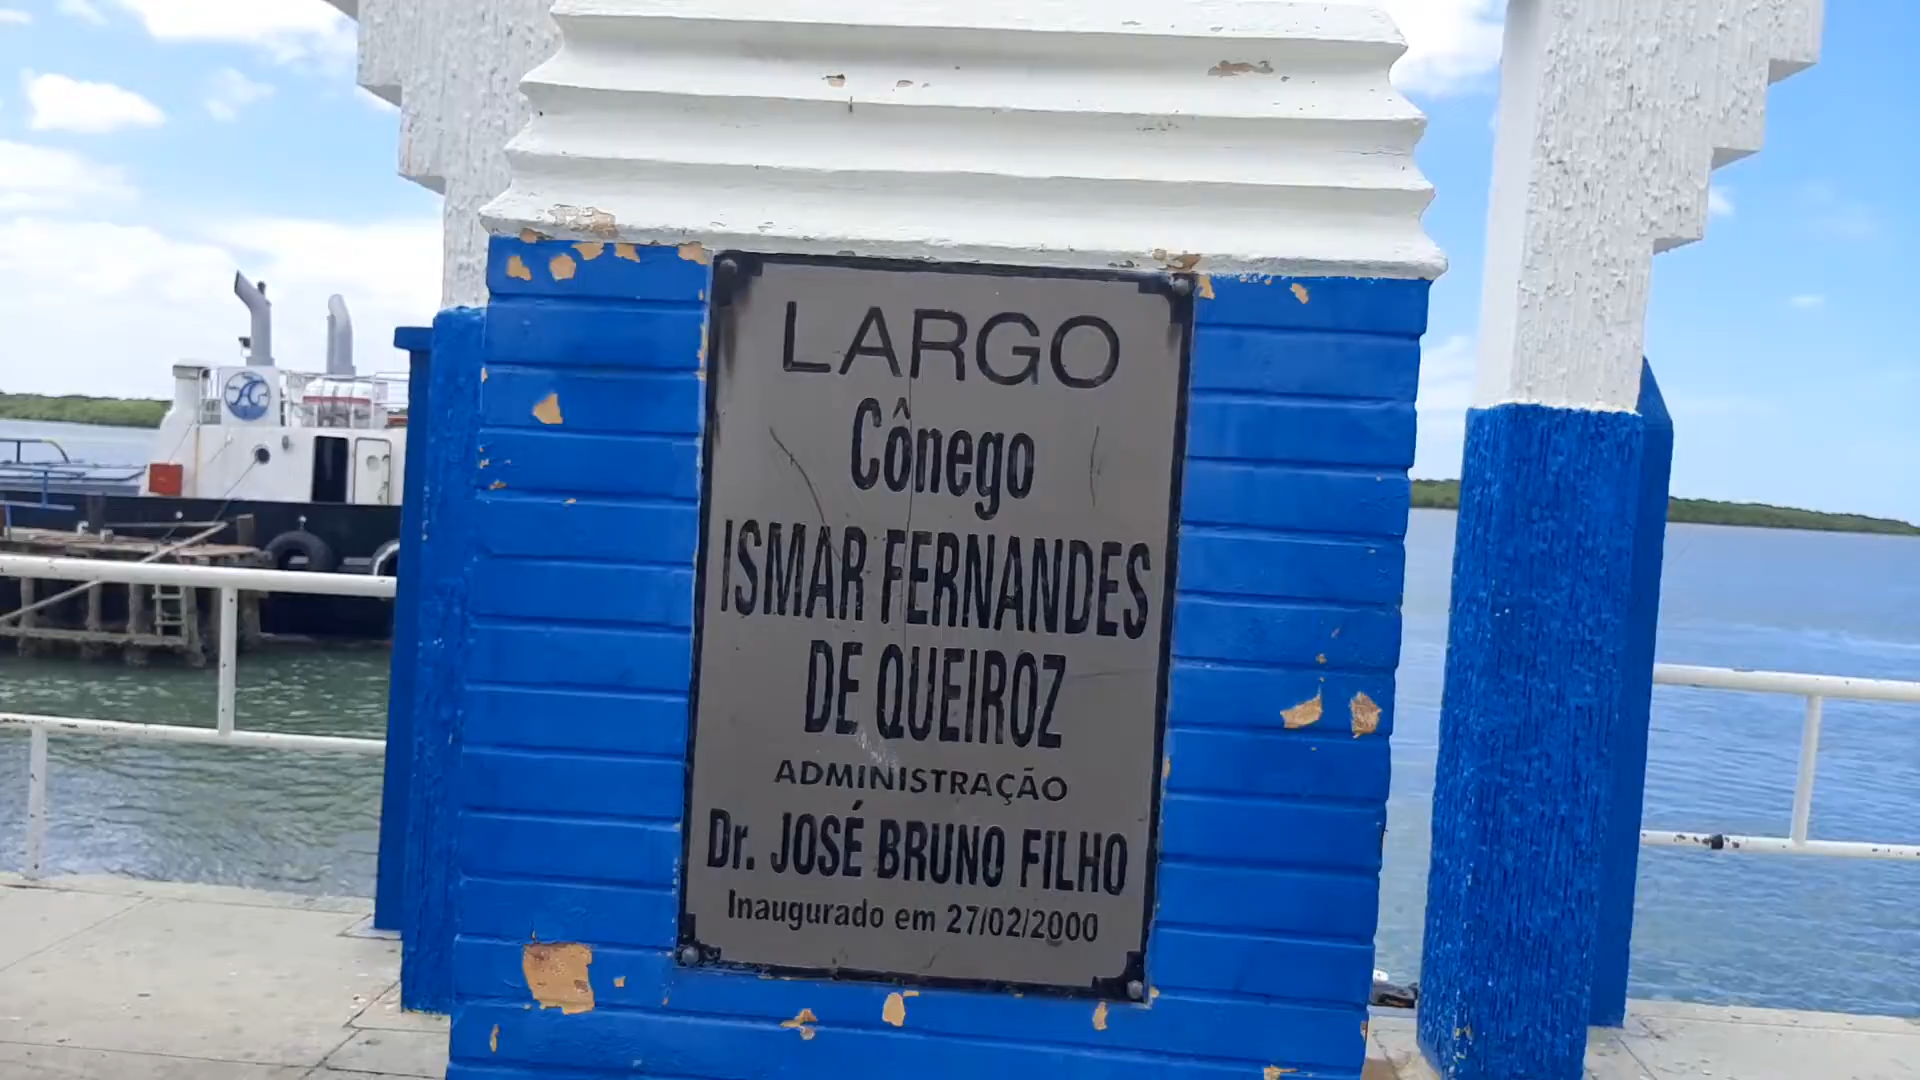 LARGO
Cônego
ISMAR FERNANDES
DE QUEIROZ
ADMINISTRAÇÃO
Dr. JOSÉ BRUNO FILHO
Inaugurado em 27/02/2000